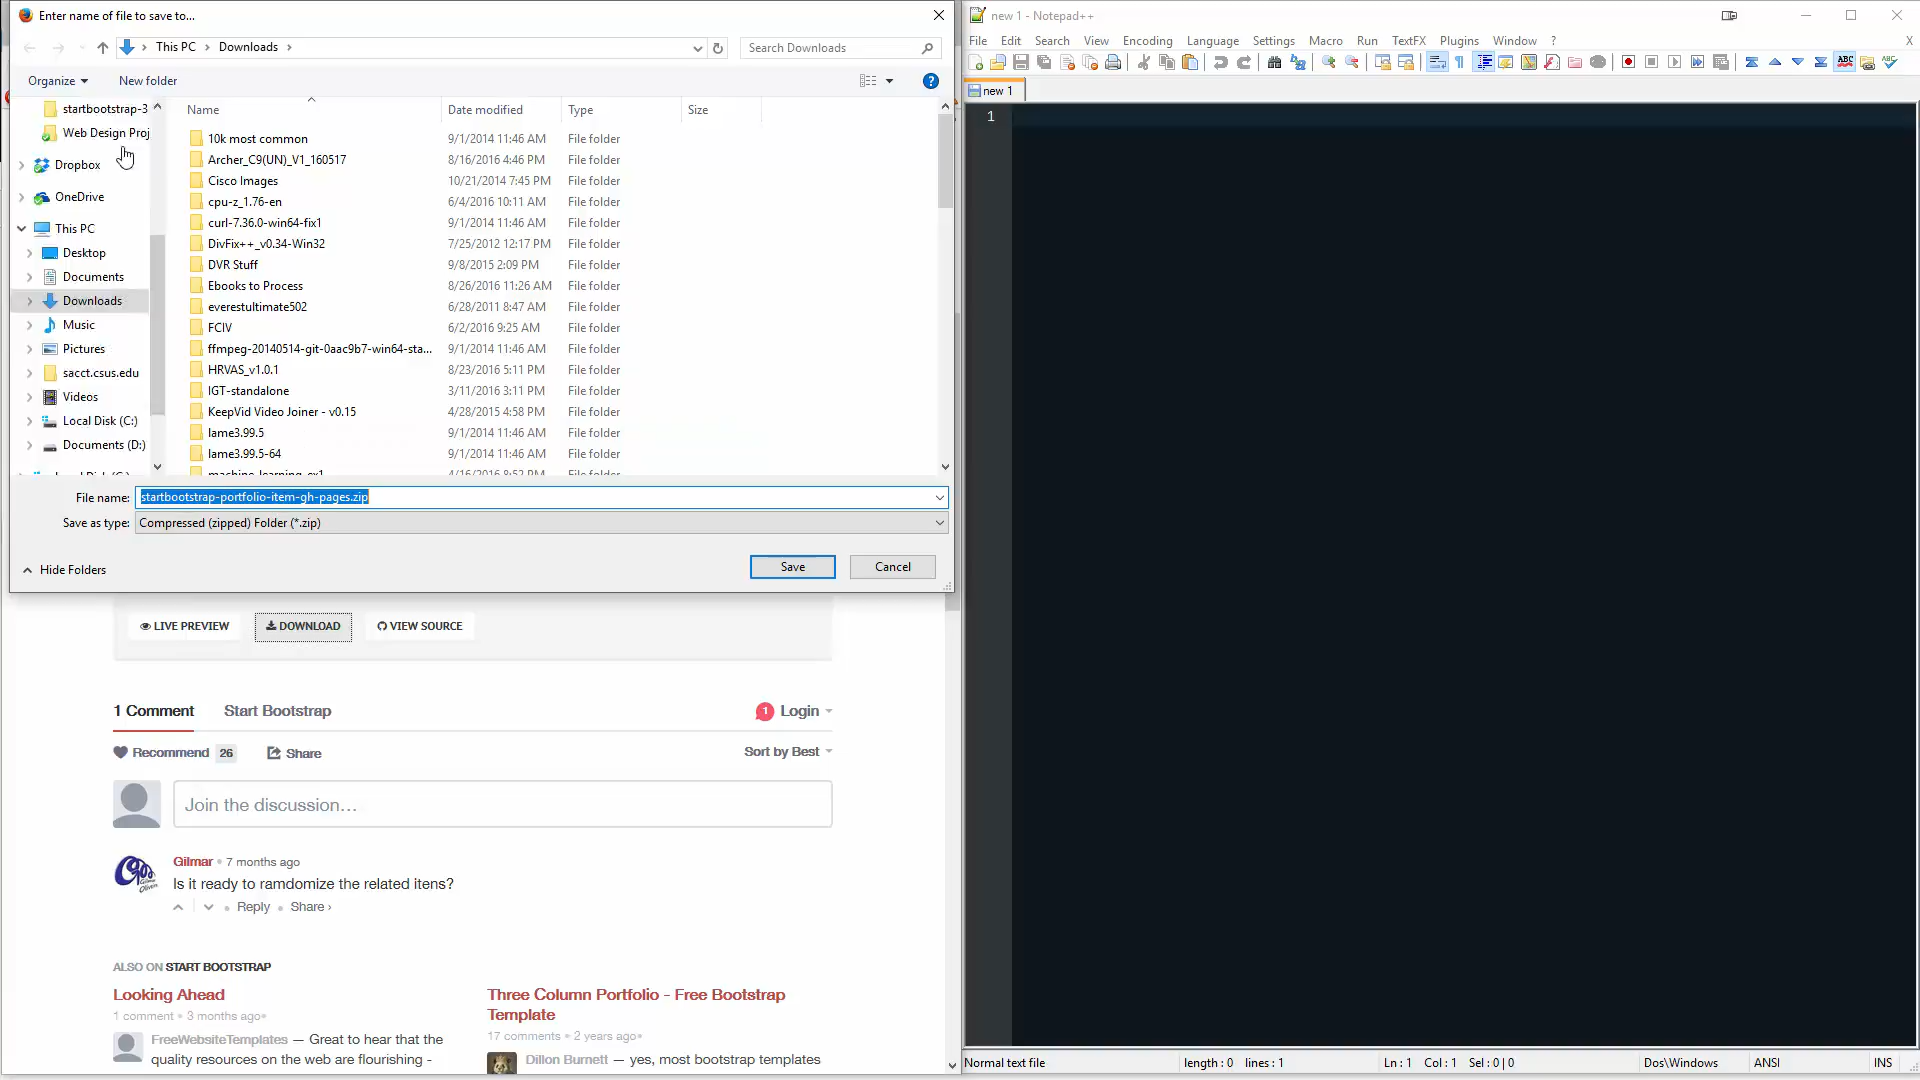 Enter name of file to save to...
This PC > Downloads >
Search Downloads
Organize
New folder
startbootstrap-3
Web Design Proj
Dropbox
OneDrive
This PC
Desktop
Documents
Downloads
Music
Pictures
sacct.csus.edu
Videos
Local Disk (C:)
Documents (D:)
Name Date modified Type Size
10k most common 9/1/2014 11:46 AM File folder
Archer_C9(UN)_V1_160517 8/16/2016 4:46 PM File folder
Cisco Images 10/21/2014 7:45 PM File folder
cpu-z_1.76-en 6/4/2016 10:11 AM File folder
curl-7.36.0-win64-fix1 9/1/2014 11:46 AM File folder
DivFix++_v0.34-Win32 7/25/2012 12:17 PM File folder
DVR Stuff 9/8/2015 2:09 PM File folder
Ebooks to Process 8/26/2016 11:26 AM File folder
everestultimate502 6/28/2011 8:47 AM File folder
FCIV 6/2/2016 9:25 AM File folder
ffmpeg-20140514-git-0aac9b7-win64-sta... 9/1/2014 11:46 AM File folder
HRVAS_v1.0.1 8/23/2016 5:11 PM File folder
IGT-standalone 3/11/2016 3:11 PM File folder
KeepVid Video Joiner - v0.15 4/28/2015 4:58 PM File folder
lame3.99.5 9/1/2014 11:46 AM File folder
lame3.99.5-64 9/1/2014 11:46 AM File folder
File name: startbootstrap-portfolio-item-gh-pages.zip
Save as type: Compressed (zipped) Folder (*.zip)
Hide Folders
Save
Cancel
LIVE PREVIEW
DOWNLOAD
VIEW SOURCE
1 Comment
Start Bootstrap
1 Login
Recommend 26
Share
Sort by Best
Join the discussion...
Gilmar • 7 months ago
Is it ready to ramdomize the related itens?
Reply • Share ›
ALSO ON START BOOTSTRAP
Looking Ahead
1 comment • 3 months ago•
FreeWebsiteTemplates — Great to hear that the
quality resources on the web are flourishing -
Three Column Portfolio - Free Bootstrap
Template
17 comments • 2 years ago•
Dillon Burnett — yes, most bootstrap templates
new 1 - Notepad++
File Edit Search View Encoding Language Settings Macro Run TextFX Plugins Window ? X
new 1
1
Normal text file
length : 0 lines : 1
Ln : 1 Col : 1 Sel : 0 | 0
Dos\Windows
ANSI
INS